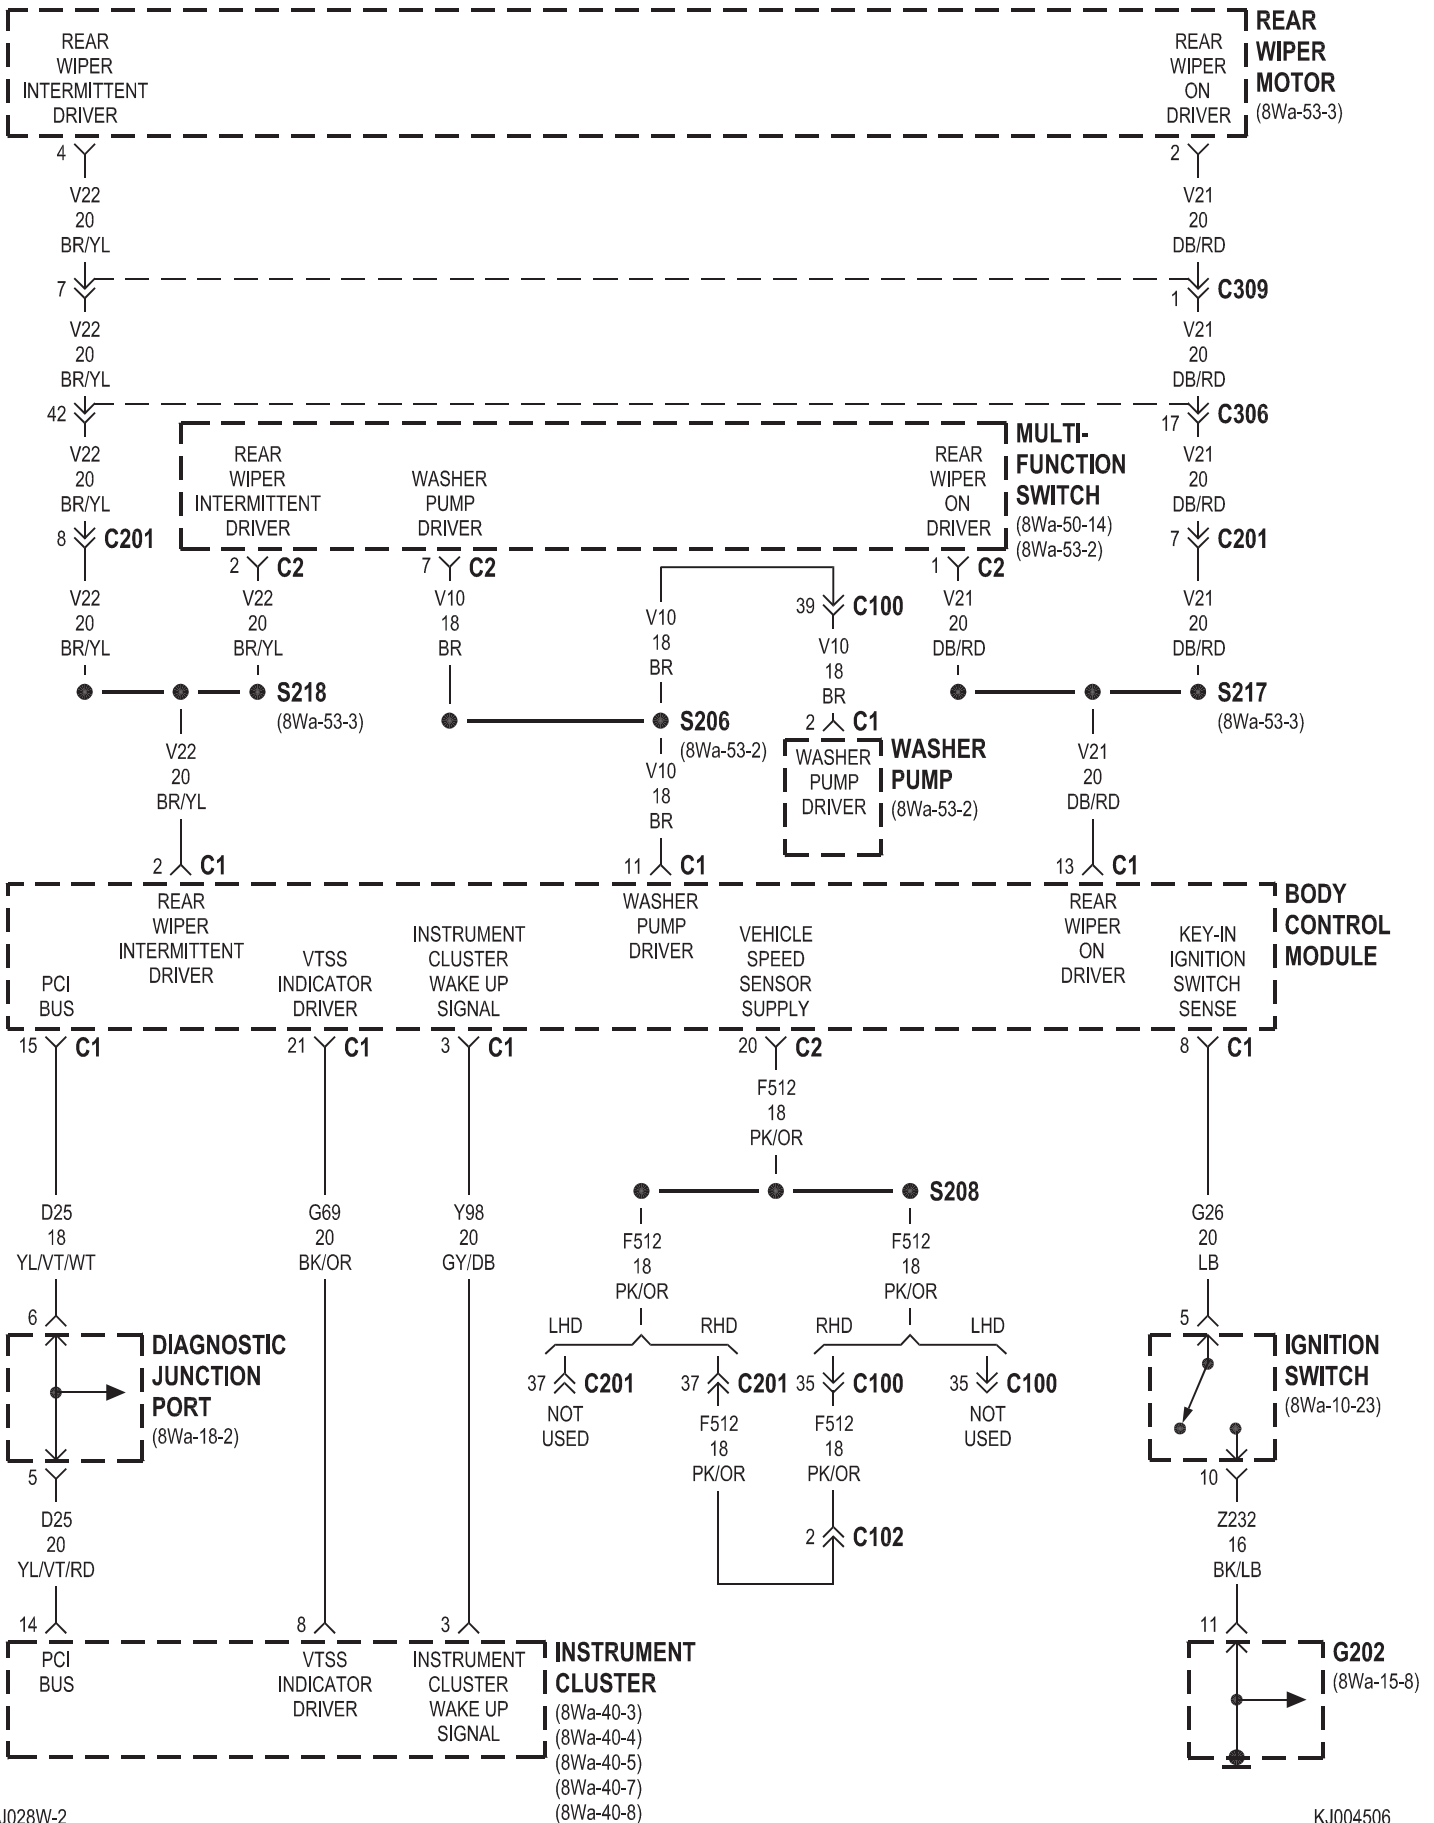 REAR
WIPER
INTERMITTENT
DRIVER
REAR
WIPER
ON
DRIVER
REAR
WIPER
MOTOR
(8Wa-53-3)
4
2
V22
20
BR/YL
V21
20
DB/RD
7
1
C309
V22
20
BR/YL
V21
20
DB/RD
42
17
C306
V22
20
BR/YL
V21
20
DB/RD
8
C201
7
C201
REAR
WIPER
INTERMITTENT
DRIVER
WASHER
PUMP
DRIVER
REAR
WIPER
ON
DRIVER
MULTI-
FUNCTION
SWITCH
(8Wa-50-14)
(8Wa-53-2)
2
C2
7
C2
1
C2
V22
20
BR/YL
V22
20
BR/YL
V10
18
BR
V10
18
BR
39
C100
V10
18
BR
V21
20
DB/RD
V21
20
DB/RD
S218
(8Wa-53-3)
S206
(8Wa-53-2)
S217
(8Wa-53-3)
2
C1
WASHER
PUMP
DRIVER
WASHER
PUMP
(8Wa-53-2)
V22
20
BR/YL
V10
18
BR
V21
20
DB/RD
2
C1
11
C1
13
C1
PCI
BUS
REAR
WIPER
INTERMITTENT
DRIVER
VTSS
INDICATOR
DRIVER
INSTRUMENT
CLUSTER
WAKE UP
SIGNAL
WASHER
PUMP
DRIVER
VEHICLE
SPEED
SENSOR
SUPPLY
REAR
WIPER
ON
DRIVER
KEY-IN
IGNITION
SWITCH
SENSE
BODY
CONTROL
MODULE
15
C1
21
C1
3
C1
20
C2
8
C1
F512
18
PK/OR
S208
D25
18
YL/VT/WT
G69
20
BK/OR
Y98
20
GY/DB
F512
18
PK/OR
F512
18
PK/OR
G26
20
LB
LHD
RHD
RHD
LHD
37
C201
NOT
USED
37
C201
35
C100
35
C100
NOT
USED
F512
18
PK/OR
F512
18
PK/OR
2
C102
6
DIAGNOSTIC
JUNCTION
PORT
(8Wa-18-2)
5
5
IGNITION
SWITCH
(8Wa-10-23)
10
D25
20
YL/VT/RD
Z232
16
BK/LB
14
8
3
11
PCI
BUS
VTSS
INDICATOR
DRIVER
INSTRUMENT
CLUSTER
WAKE UP
SIGNAL
INSTRUMENT
CLUSTER
(8Wa-40-3)
(8Wa-40-4)
(8Wa-40-5)
(8Wa-40-7)
(8Wa-40-8)
G202
(8Wa-15-8)
J028W-2
KJ004506